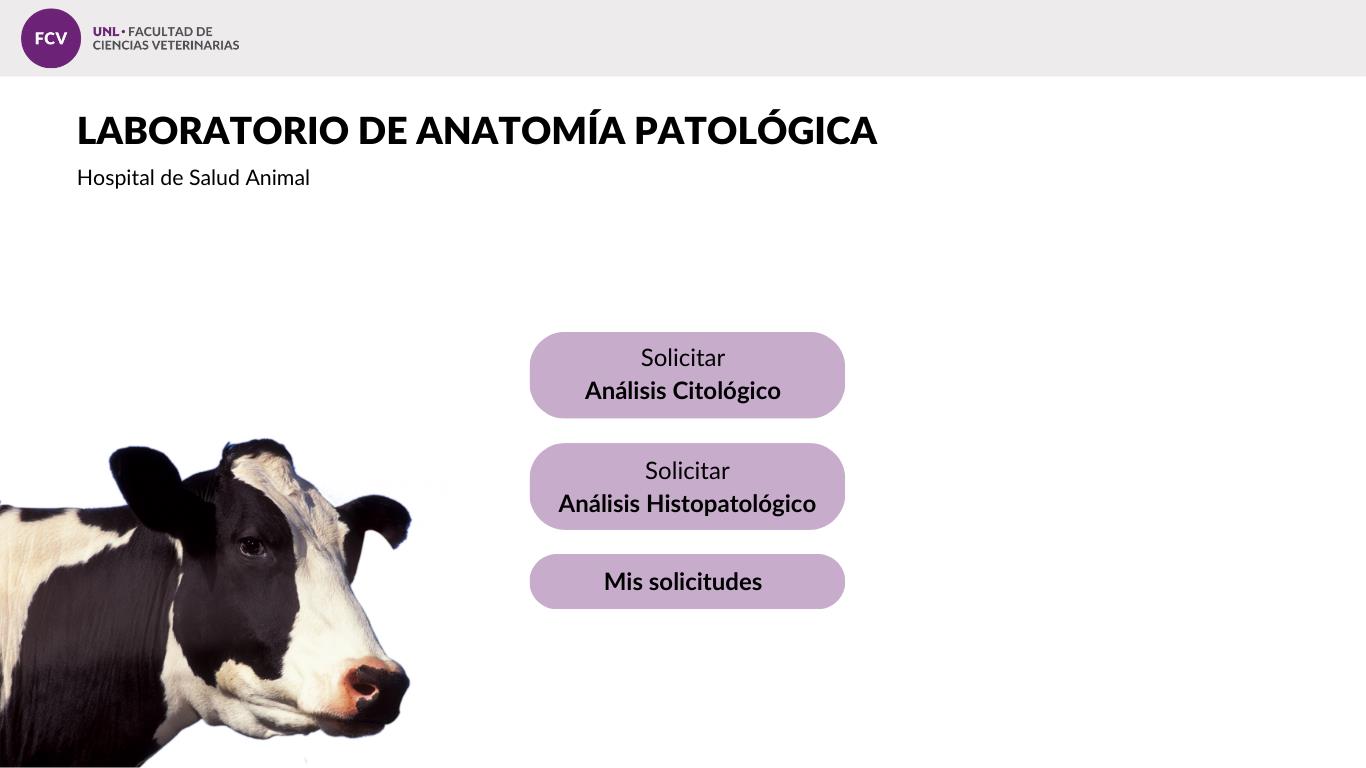 FCV
UNL • FACULTAD DE
CIENCIAS VETERINARIAS
LABORATORIO DE ANATOMÍA PATOLÓGICA
Hospital de Salud Animal
Solicitar
Análisis Citológico
Solicitar
Análisis Histopatológico
Mis solicitudes